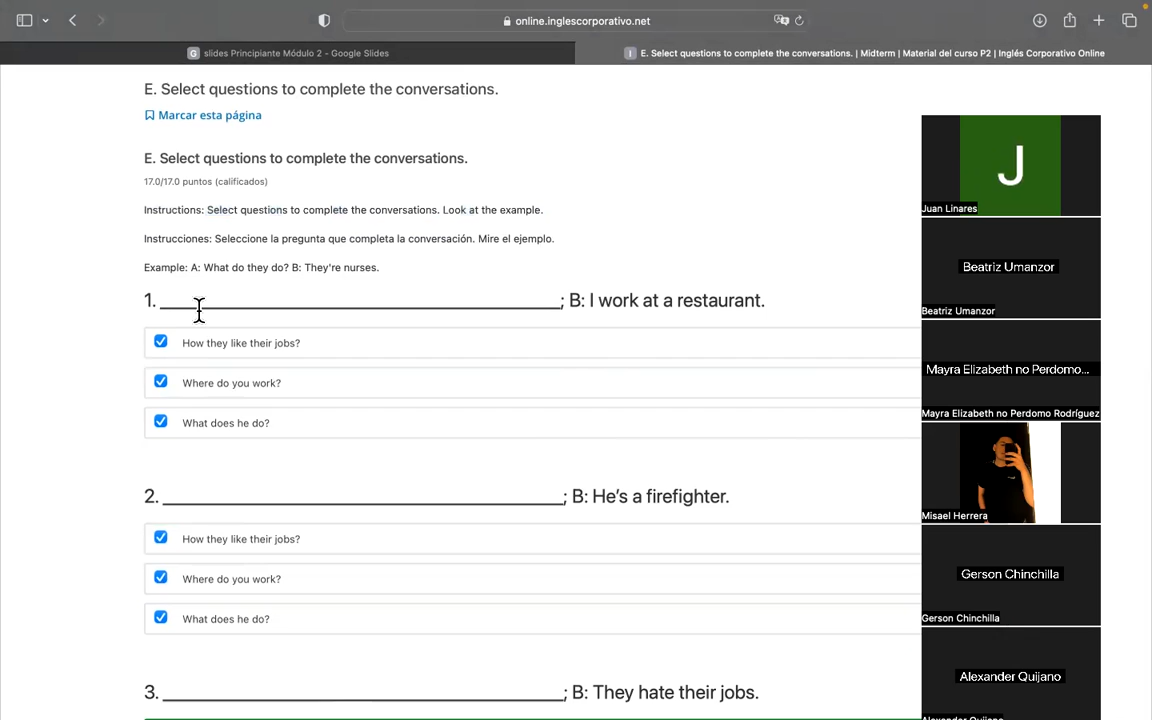 online.inglescorporativo.net
G slides Principiante Módulo 2 - Google Slides
I E. Select questions to complete the conversations. | Midterm | Material del curso P2 | Inglés Corporativo Online
E. Select questions to complete the conversations.
Marcar esta página
E. Select questions to complete the conversations.
17.0/17.0 puntos (calificados)
Instructions: Select questions to complete the conversations. Look at the example.
Instrucciones: Seleccione la pregunta que completa la conversación. Mire el ejemplo.
Example: A: What do they do? B: They're nurses.
1. ________________________________________; B: I work at a restaurant.
How they like their jobs?
Where do you work?
What does he do?
2. ________________________________________; B: He's a firefighter.
How they like their jobs?
Where do you work?
What does he do?
3. ________________________________________; B: They hate their jobs.
J
Juan Linares
Beatriz Umanzor
Beatriz Umanzor
Mayra Elizabeth no Perdomo...
Mayra Elizabeth no Perdomo Rodríguez
Misael Herrera
Gerson Chinchilla
Gerson Chinchilla
Alexander Quijano
Alexander Quijano